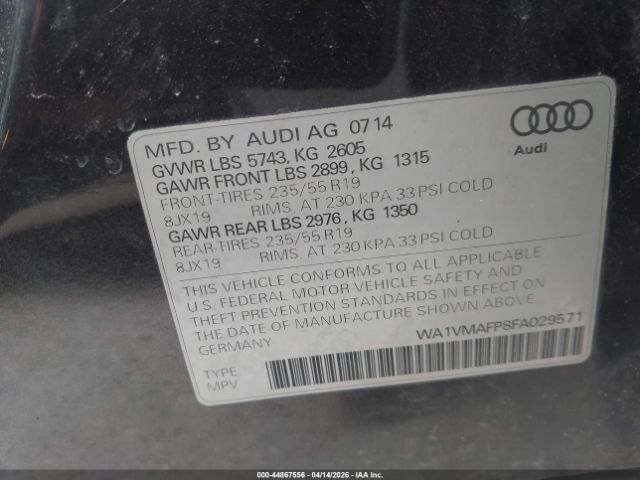 MFD. BY AUDI AG 07 14
GVWR LBS 5743, KG 2605
GAWR FRONT LBS 2899, KG 1315
FRONT-TIRES 235/55 R19
8JX19 RIMS, AT 230 KPA 33 PSI COLD
GAWR REAR LBS 2976, KG 1350
REAR-TIRES 235/55 R19
8JX19 RIMS, AT 230 KPA 33 PSI COLD
THIS VEHICLE CONFORMS TO ALL APPLICABLE
U.S. FEDERAL MOTOR VEHICLE SAFETY AND
THEFT PREVENTION STANDARDS IN EFFECT ON
THE DATE OF MANUFACTURE SHOWN ABOVE
GERMANY
WA1VMAFP8FA029571
TYPE
MPV
Audi
000-44867556 - 04/14/2026 - IAA Inc.